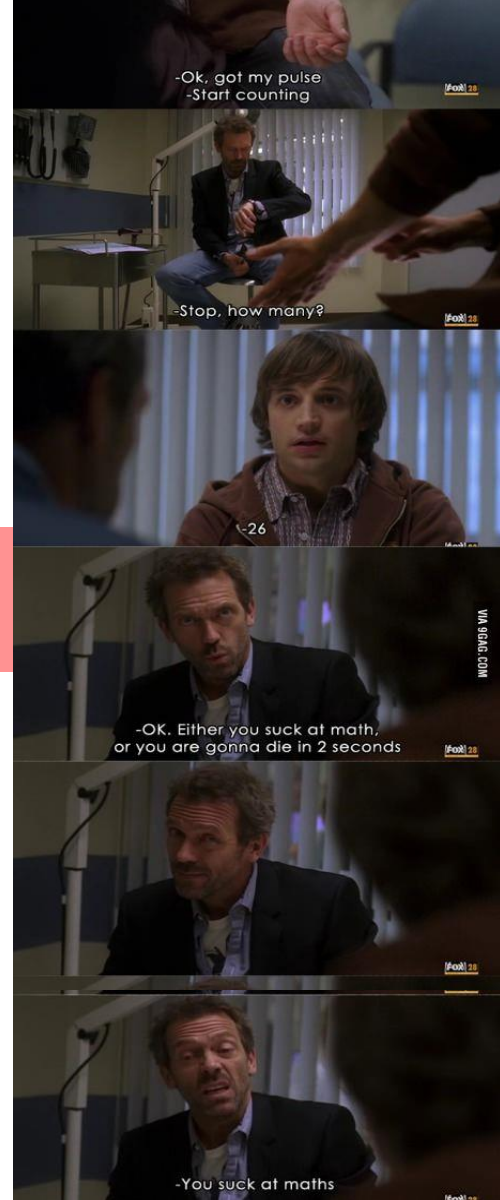 -Ok, got my pulse
-Start counting
FOX 28
-Stop, how many?
FOX 28
-26
VIA 9GAG.COM
-OK. Either you suck at math,
or you are gonna die in 2 seconds
FOX 28
FOX 28
-You suck at maths